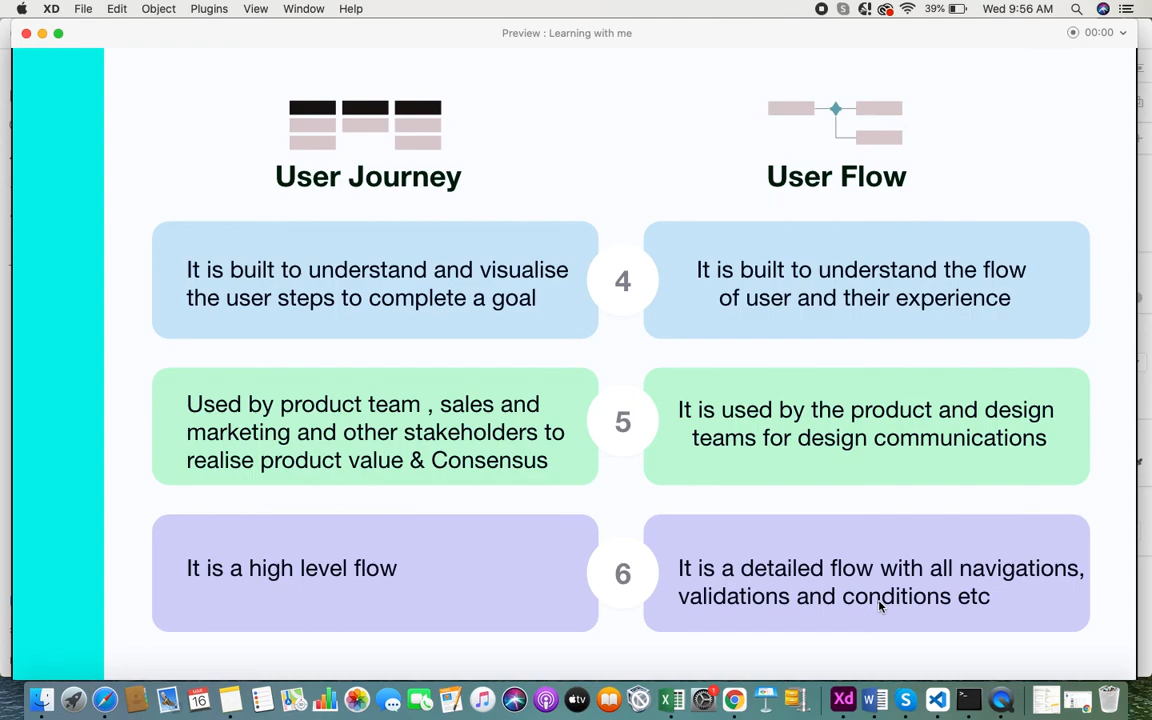 XD File Edit Object Plugins View Window Help 39% Wed 9:56 AM
Preview : Learning with me
00:00
User Journey
User Flow
It is built to understand and visualise
the user steps to complete a goal
4
It is built to understand the flow
of user and their experience
Used by product team , sales and
marketing and other stakeholders to
realise product value & Consensus
5
It is used by the product and design
teams for design communications
It is a high level flow
6
It is a detailed flow with all navigations,
validations and conditions etc